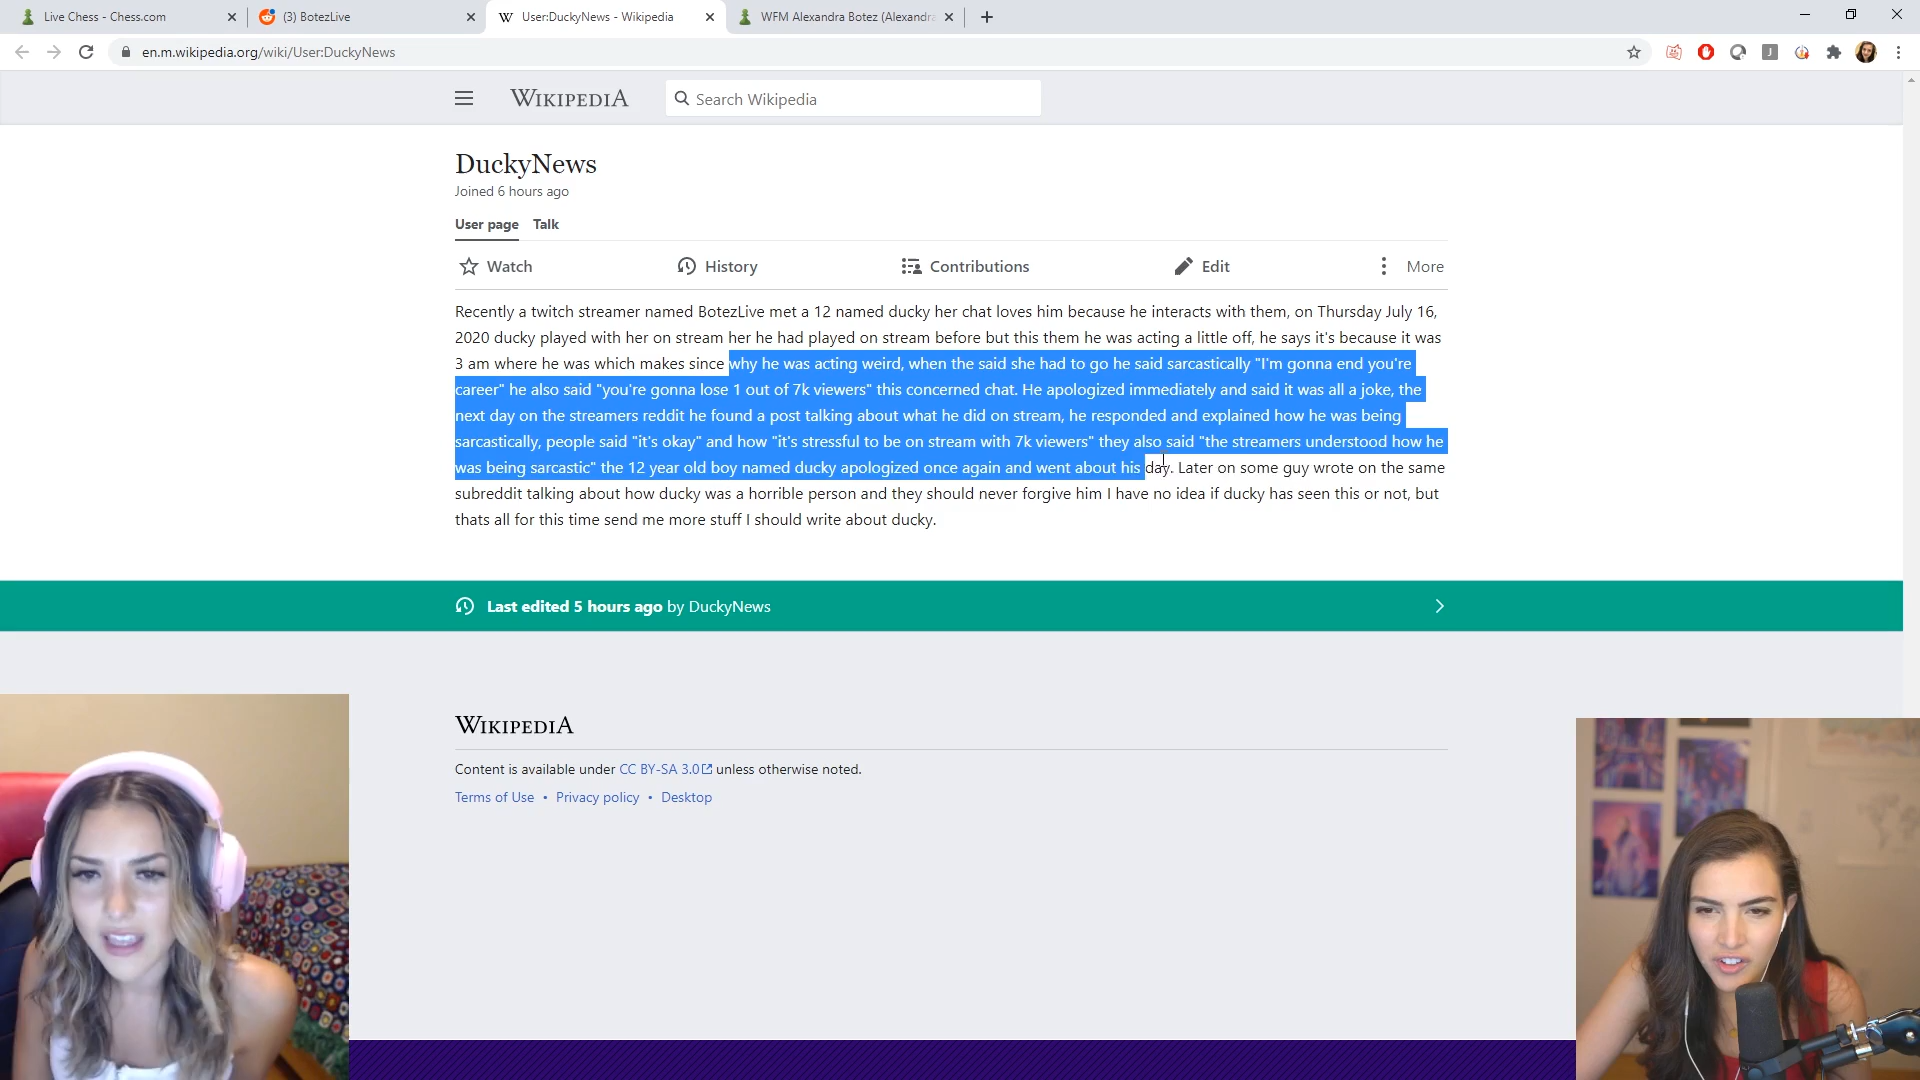 Live Chess - Chess.com
(3) BotezLive
User:DuckyNews - Wikipedia
WFM Alexandra Botez (Alexandra
en.m.wikipedia.org/wiki/User:DuckyNews
WIKIPEDIA
Search Wikipedia
DuckyNews
Joined 6 hours ago
User page Talk
Watch History Contributions Edit More
Recently a twitch streamer named BotezLive met a 12 named ducky her chat loves him because he interacts with them, on Thursday July 16,
2020 ducky played with her on stream her he had played on stream before but this them he was acting a little off, he says it's because it was
3 am where he was which makes since why he was acting weird, when the said she had to go he said sarcastically "I'm gonna end you're
career" he also said "you're gonna lose 1 out of 7k viewers" this concerned chat. He apologized immediately and said it was all a joke, the
next day on the streamers reddit he found a post talking about what he did on stream, he responded and explained how he was being
sarcastically, people said "it's okay" and how "it's stressful to be on stream with 7k viewers" they also said "the streamers understood how he
was being sarcastic" the 12 year old boy named ducky apologized once again and went about his day. Later on some guy wrote on the same
subreddit talking about how ducky was a horrible person and they should never forgive him I have no idea if ducky has seen this or not, but
thats all for this time send me more stuff I should write about ducky.
Last edited 5 hours ago by DuckyNews
WIKIPEDIA
Content is available under CC BY-SA 3.0 unless otherwise noted.
Terms of Use • Privacy policy • Desktop